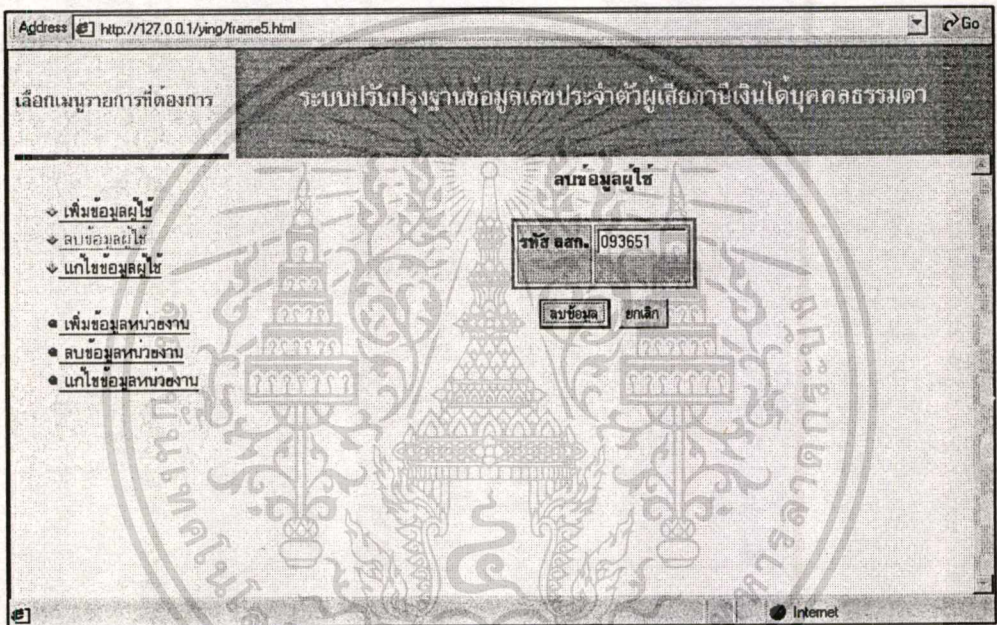 Address http://127.0.0.1/ying/frame5.html Go
เลือกเมนูรายการที่ต้องการ
ระบบปรับปรุงฐานข้อมูลเลขประจำตัวผู้เสียภาษีเงินได้บุคคลธรรมดา
เพิ่มข้อมูลผู้ใช้
ลบข้อมูลผู้ใช้
แก้ไขข้อมูลผู้ใช้
เพิ่มข้อมูลหน่วยงาน
ลบข้อมูลหน่วยงาน
แก้ไขข้อมูลหน่วยงาน
ลบข้อมูลผู้ใช้
รหัส อสก. 093651
ลบข้อมูล ยกเลิก
Internet